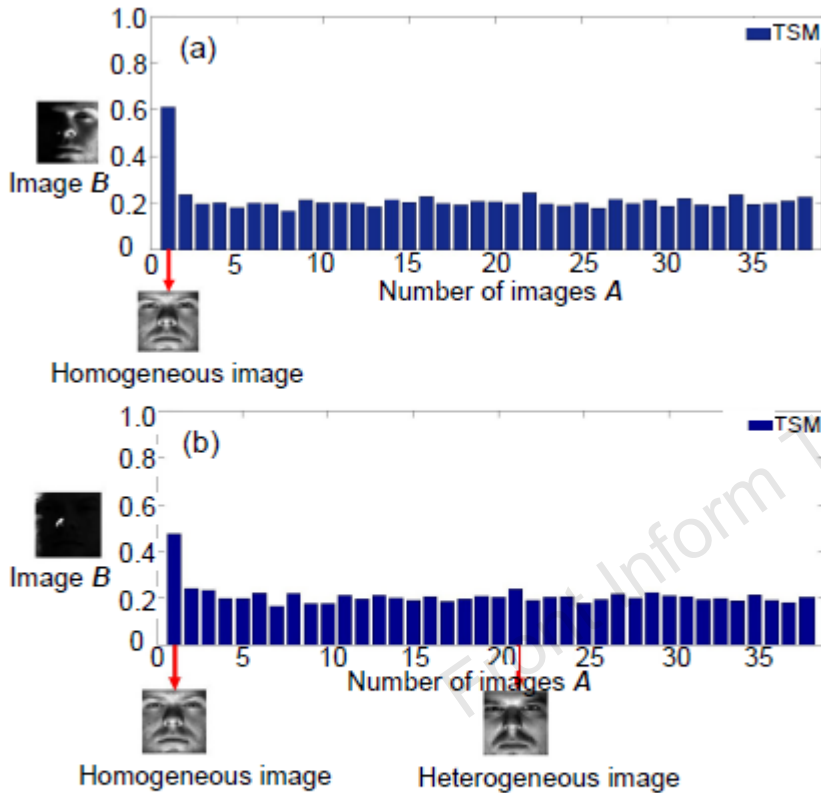 1.0
(a)
TSM
0.8
0.6
0.4
Image B
0.2
0
0 5 10 15 20 25 30 35
Number of images A
Homogeneous image
1.0
(b)
TSM
0.8
0.6
0.4
Image B
0.2
0
0 5 10 15 20 25 30 35
Number of images A
Homogeneous image Heterogeneous image
Front Inform T